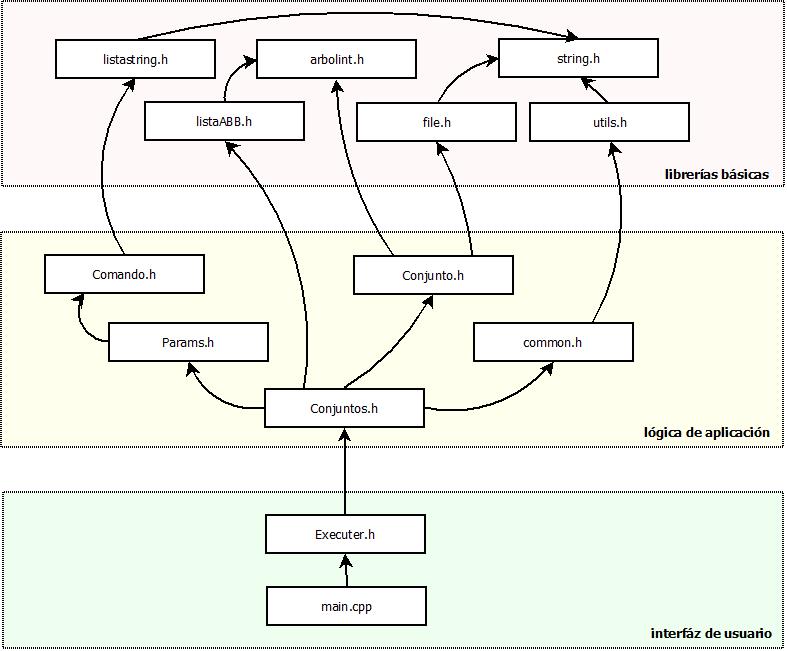 listastring.h
arbolint.h
string.h
listaABB.h
file.h
utils.h
librerías básicas
Comando.h
Conjunto.h
Params.h
common.h
Conjuntos.h
lógica de aplicación
Executer.h
main.cpp
interfáz de usuario